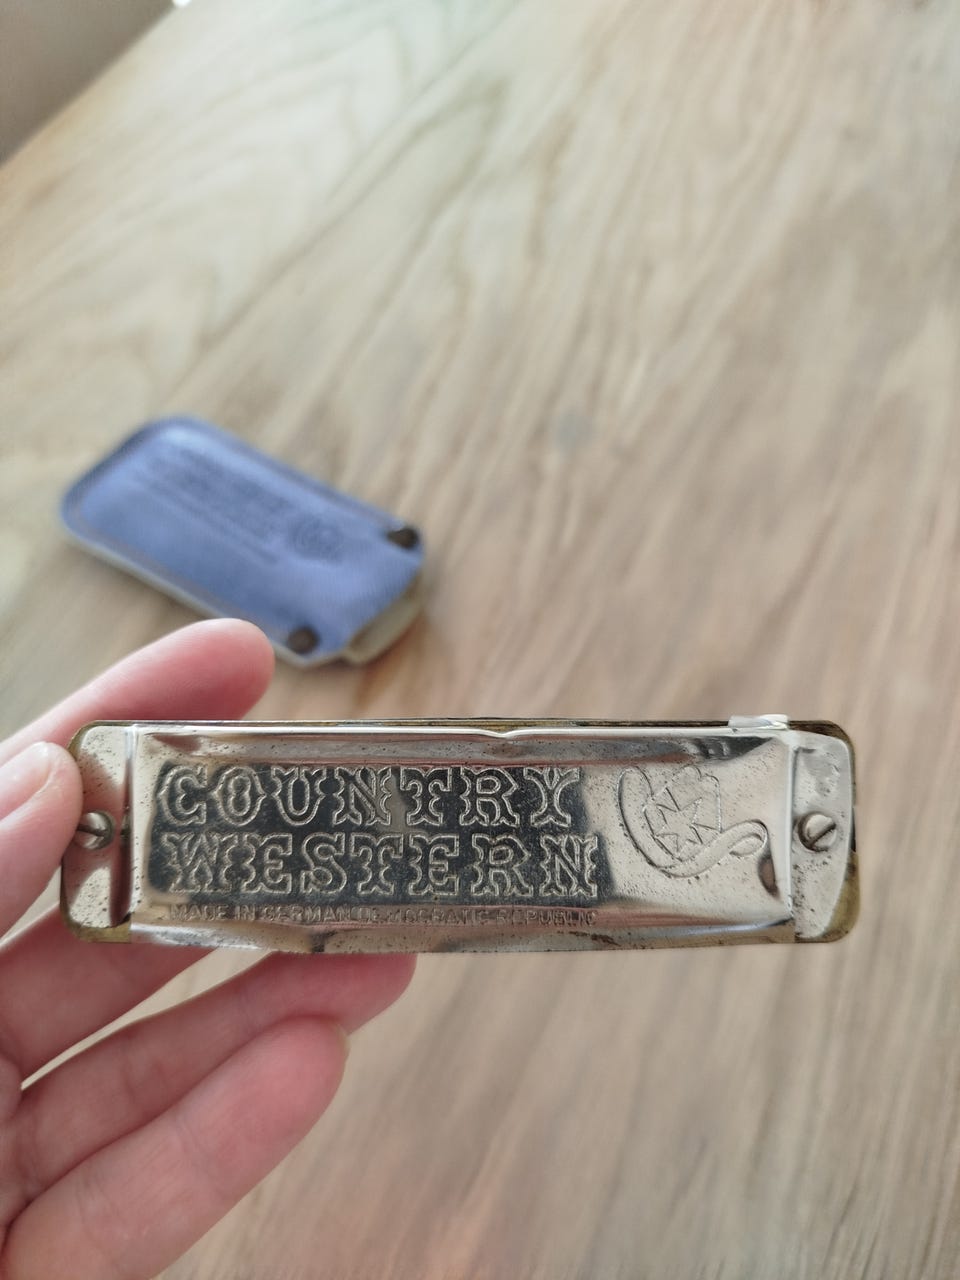 COUNTRY
WESTERN
MADE IN GERMAN DEMOCRATIC REPUBLIC